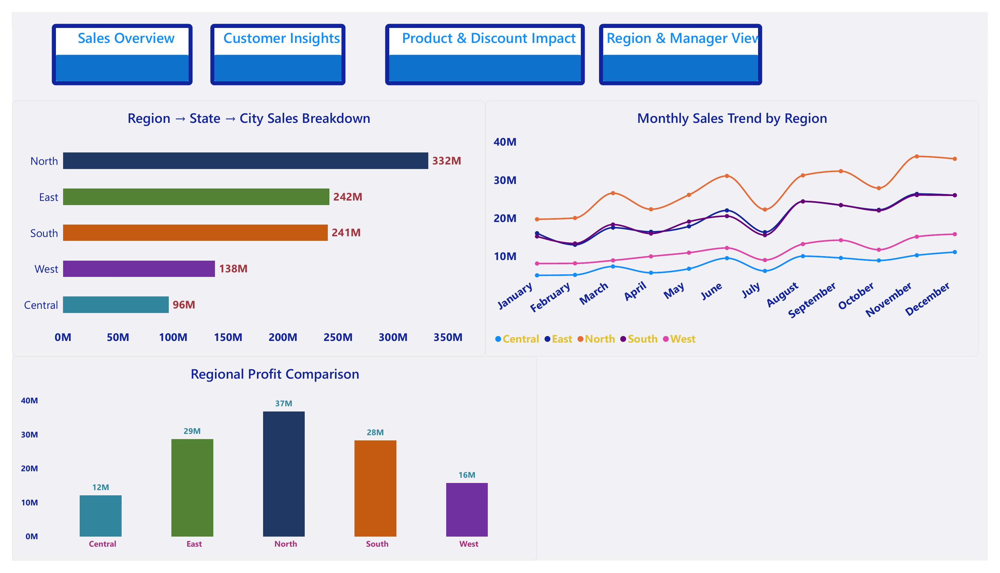 Sales Overview
Customer Insights
Product & Discount Impact
Region & Manager View
Region → State → City Sales Breakdown
North
332M
East
242M
South
241M
West
138M
Central
96M
0M 50M 100M 150M 200M 250M 300M 350M
Monthly Sales Trend by Region
40M
30M
20M
10M
January February March April May June July August September October November December
Central East North South West
Regional Profit Comparison
40M
30M
20M
10M
0M
12M
29M
37M
28M
16M
Central East North South West